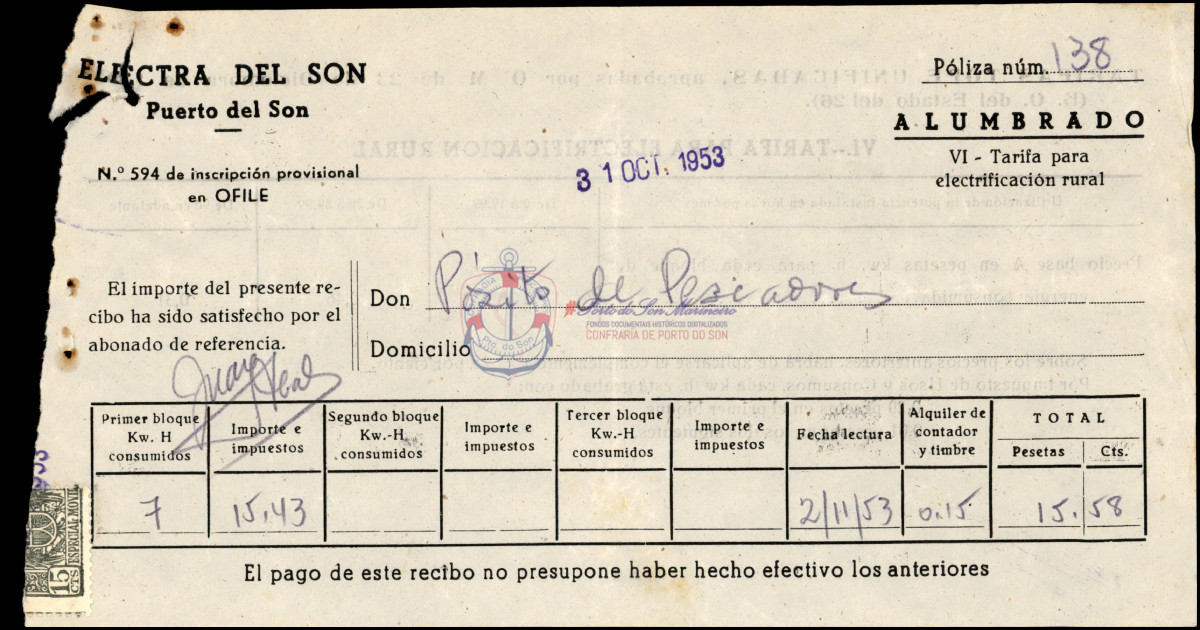 ELECTRA DEL SON
Puerto del Son
N.º 594 de inscripción provisional
en OFILE
31 OCT. 1953
Póliza núm. 138
ALUMBRADO
VI - Tarifa para
electrificación rural
El importe del presente re-
cibo ha sido satisfecho por el
abonado de referencia.
Don Pósito de Pescadores
Domicilio
#Porto do Son Marineiro
FONDOS DOCUMENTAIS HISTÓRICOS DIXITALIZADOS
CONFRARÍA DE PORTO DO SON
Primer bloque Kw. H consumidos
Importe e impuestos
Segundo bloque Kw.-H consumidos
Importe e impuestos
Tercer bloque Kw.-H consumidos
Importe e impuestos
Fecha lectura
Alquiler de contador y timbre
TOTAL
Pesetas Cts.
7 15,43 2/11/53 0.15 15. 58
15 CTS
ESPECIAL MOVIL
El pago de este recibo no presupone haber hecho efectivo los anteriores